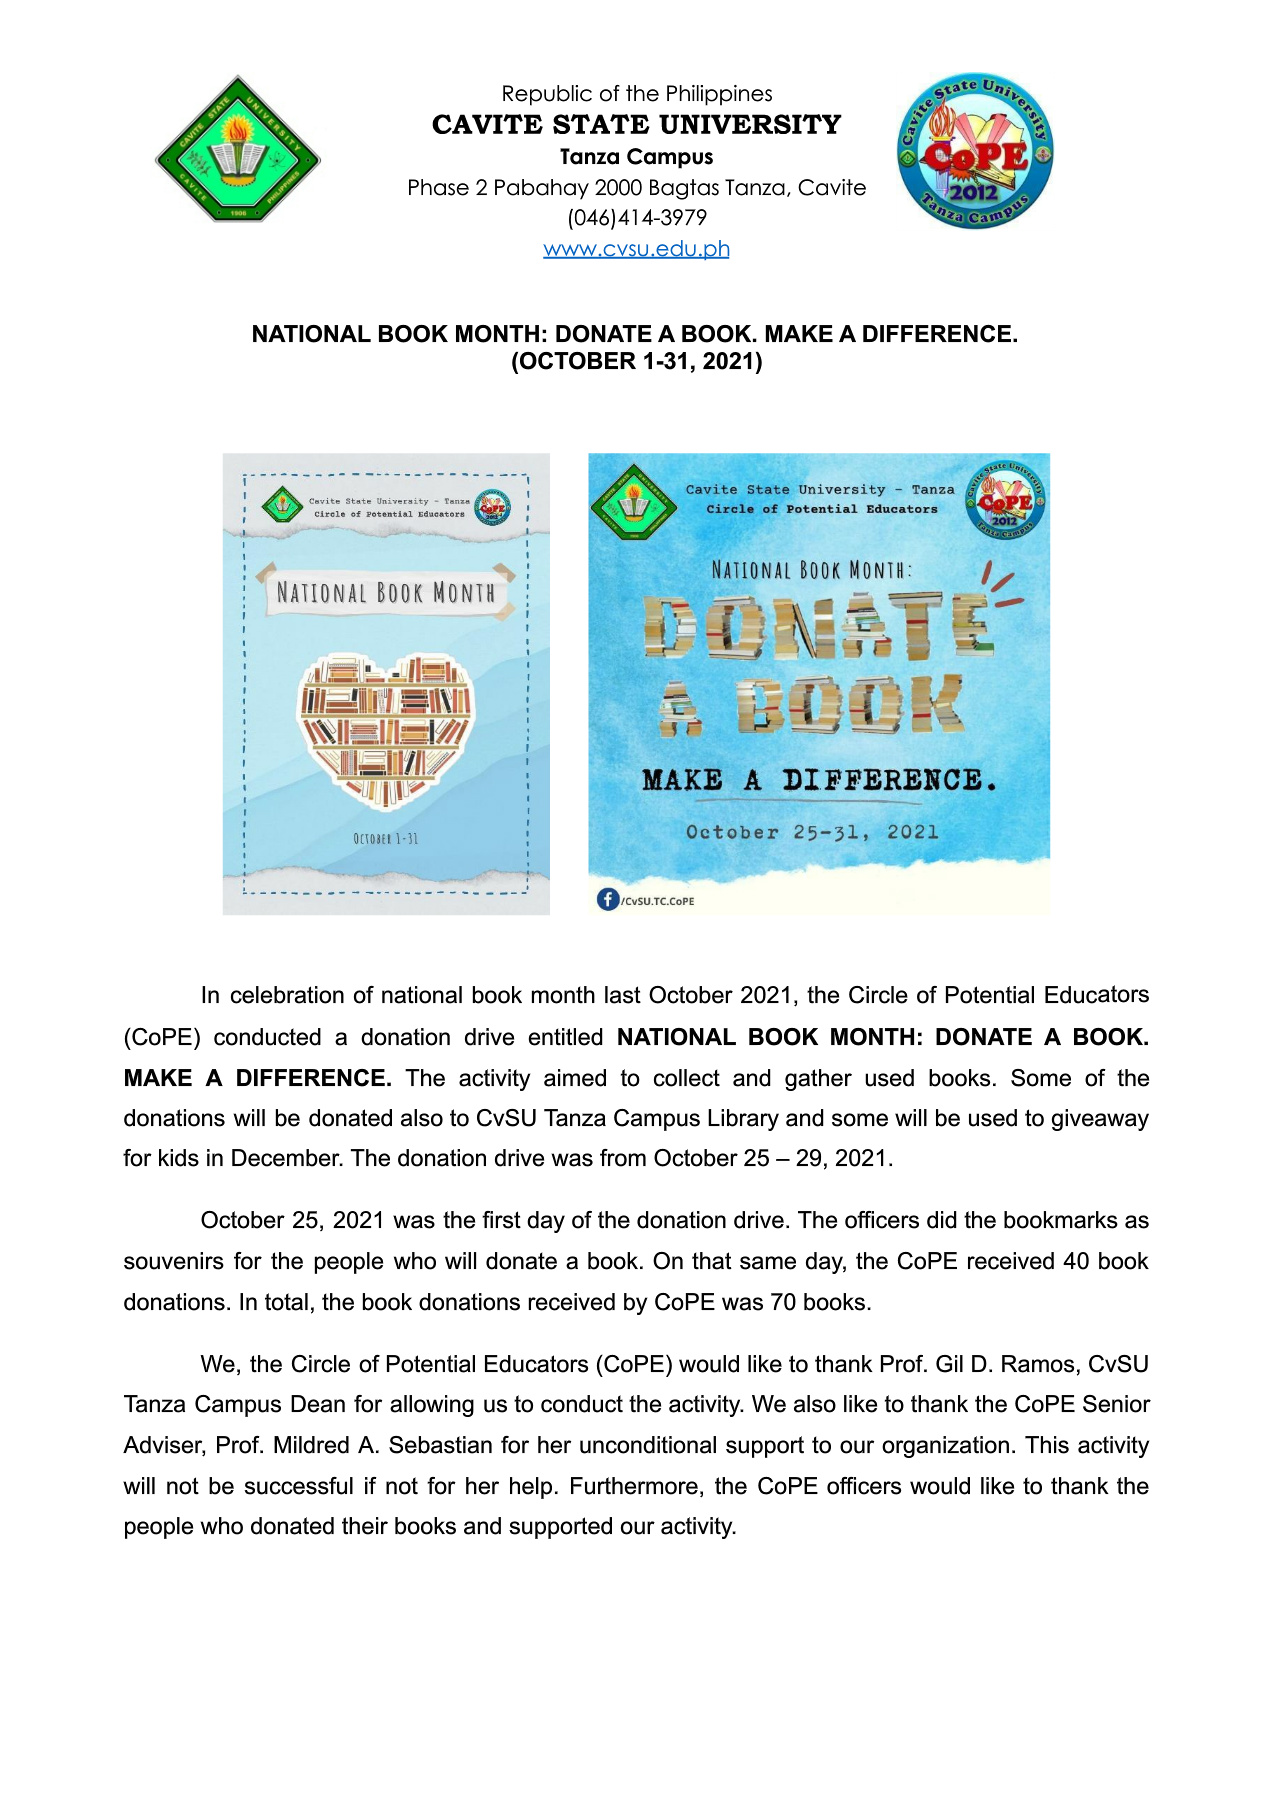 CAVITE STATE UNIVERSITY
CAVITE PHILIPPINES
1906
Republic of the Philippines
CAVITE STATE UNIVERSITY
Tanza Campus
Phase 2 Pabahay 2000 Bagtas Tanza, Cavite
(046)414-3979
www.cvsu.edu.ph
Cavite State University
CoPE
2012
Tanza Campus
NATIONAL BOOK MONTH: DONATE A BOOK. MAKE A DIFFERENCE.
(OCTOBER 1-31, 2021)
Cavite State University - Tanza
Circle of Potential Educators
CoPE
2012
NATIONAL BOOK MONTH
OCTOBER 1-31
Cavite State University - Tanza
Circle of Potential Educators
Cavite State University
CoPE
2012
Tanza Campus
NATIONAL BOOK MONTH:
DONATE
A BOOK
MAKE A DIFFERENCE.
October 25-31, 2021
/CvSU.TC.CoPE
In celebration of national book month last October 2021, the Circle of Potential Educators
(CoPE) conducted a donation drive entitled NATIONAL BOOK MONTH: DONATE A BOOK.
MAKE A DIFFERENCE. The activity aimed to collect and gather used books. Some of the
donations will be donated also to CvSU Tanza Campus Library and some will be used to giveaway
for kids in December. The donation drive was from October 25 – 29, 2021.
October 25, 2021 was the first day of the donation drive. The officers did the bookmarks as
souvenirs for the people who will donate a book. On that same day, the CoPE received 40 book
donations. In total, the book donations received by CoPE was 70 books.
We, the Circle of Potential Educators (CoPE) would like to thank Prof. Gil D. Ramos, CvSU
Tanza Campus Dean for allowing us to conduct the activity. We also like to thank the CoPE Senior
Adviser, Prof. Mildred A. Sebastian for her unconditional support to our organization. This activity
will not be successful if not for her help. Furthermore, the CoPE officers would like to thank the
people who donated their books and supported our activity.